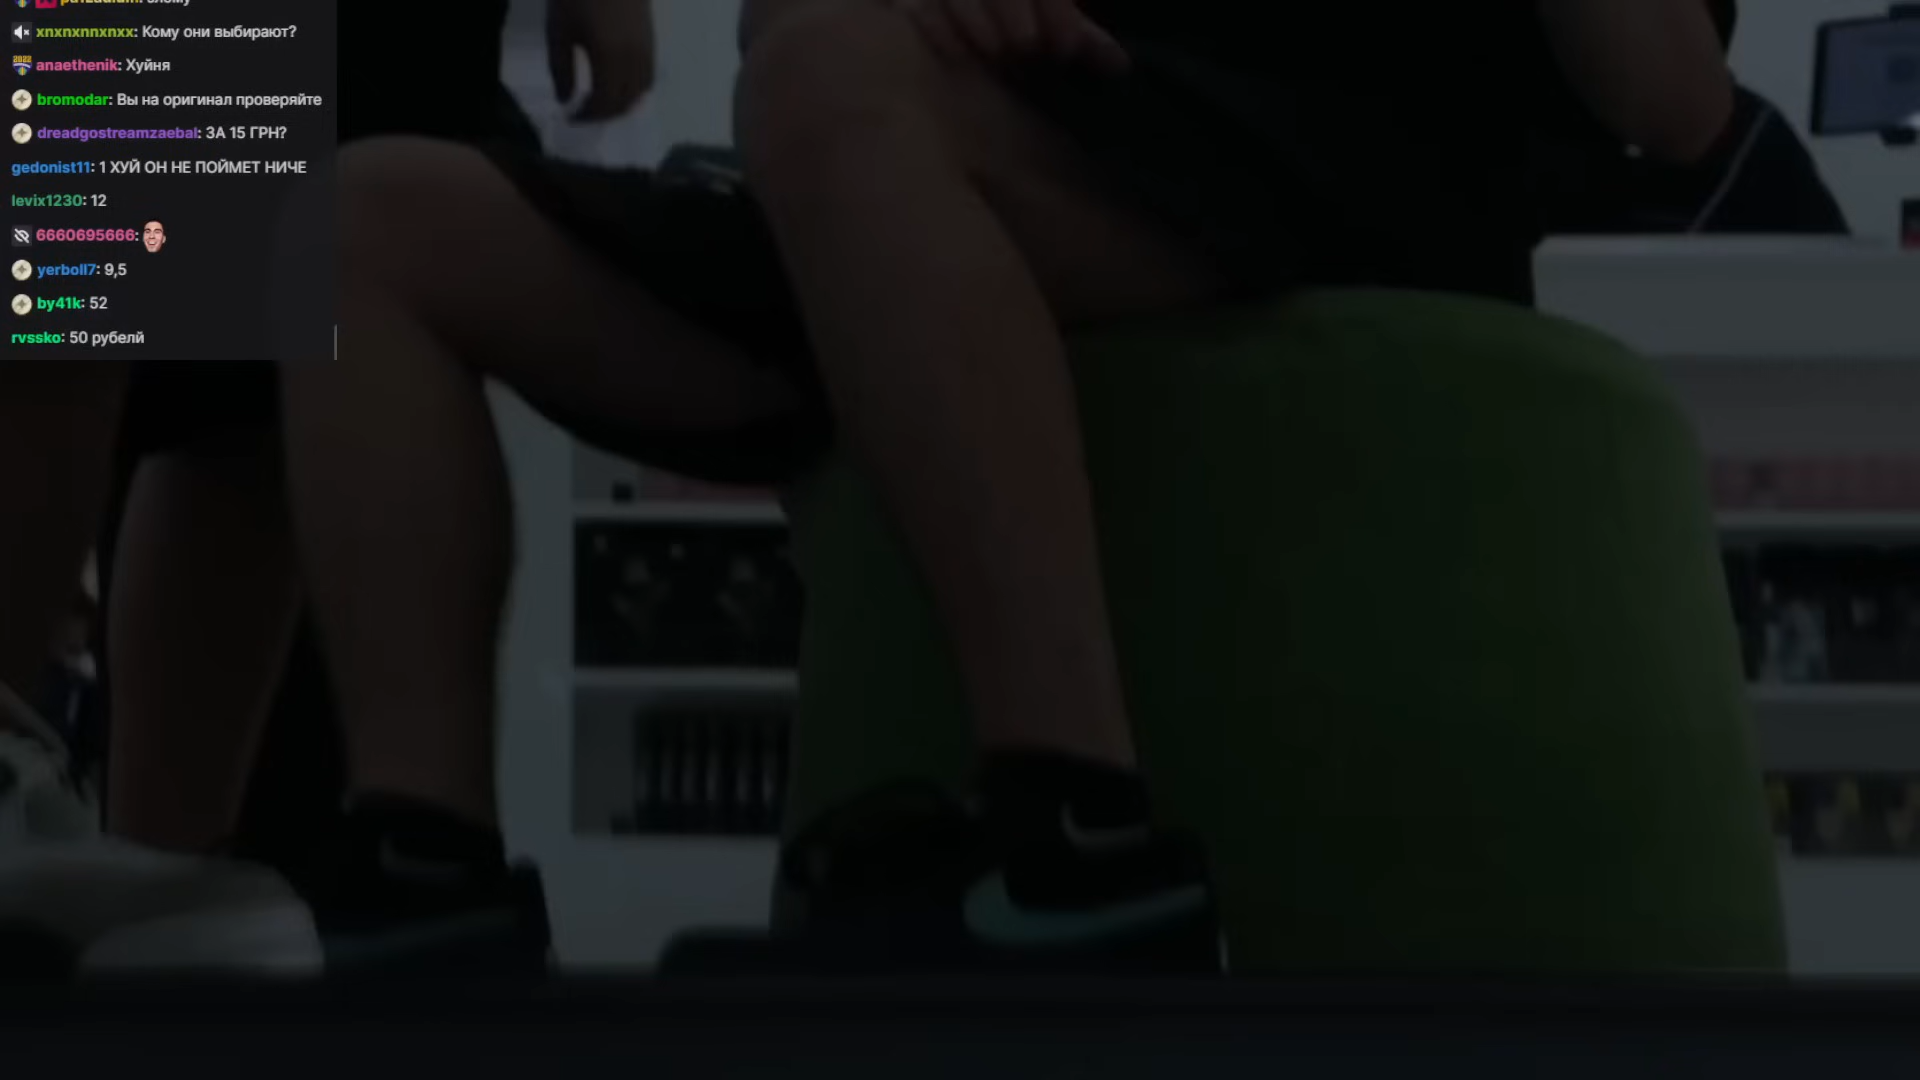 xnxnxnnxnxx: Кому они выбирают?
anaethenik: Хуйня
bromodar: Вы на оригинал проверяйте
dreadgostreamzaebal: ЗА 15 ГРН?
gedonist11: 1 ХУЙ ОН НЕ ПОЙМЕТ НИЧЕ
levix1230: 12
6660695666:
yerboll7: 9,5
by41k: 52
rvssko: 50 рубелй